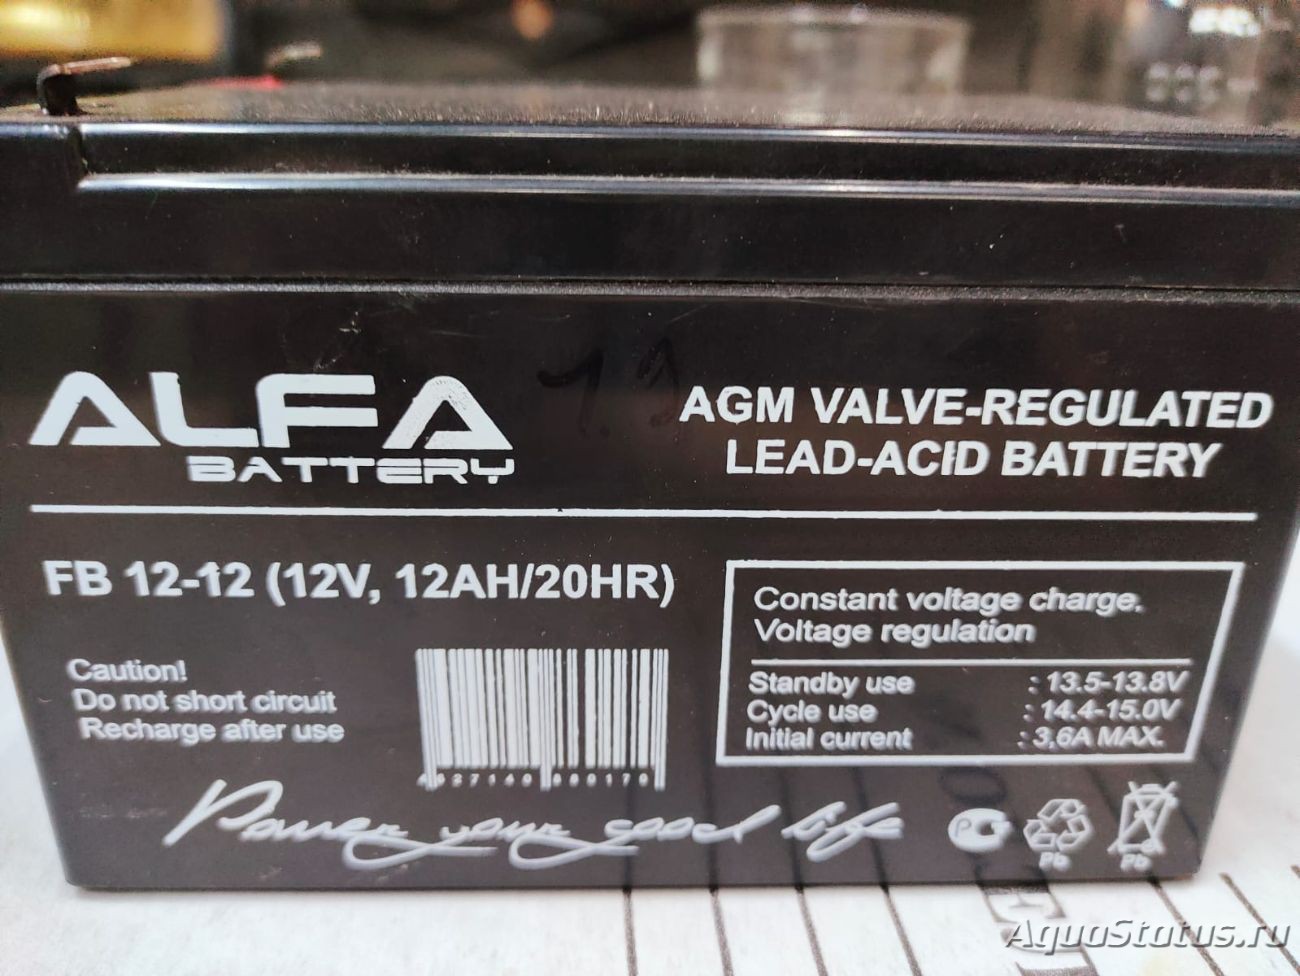 ALFA
BATTERY
AGM VALVE-REGULATED
LEAD-ACID BATTERY
FB 12-12 (12V, 12AH/20HR)
Caution!
Do not short circuit
Recharge after use
Constant voltage charge.
Voltage regulation
Standby use : 13.5-13.8V
Cycle use : 14.4-15.0V
Initial current : 3,6A MAX.
Power your good life
Pb
Pb
AquaStatus.ru